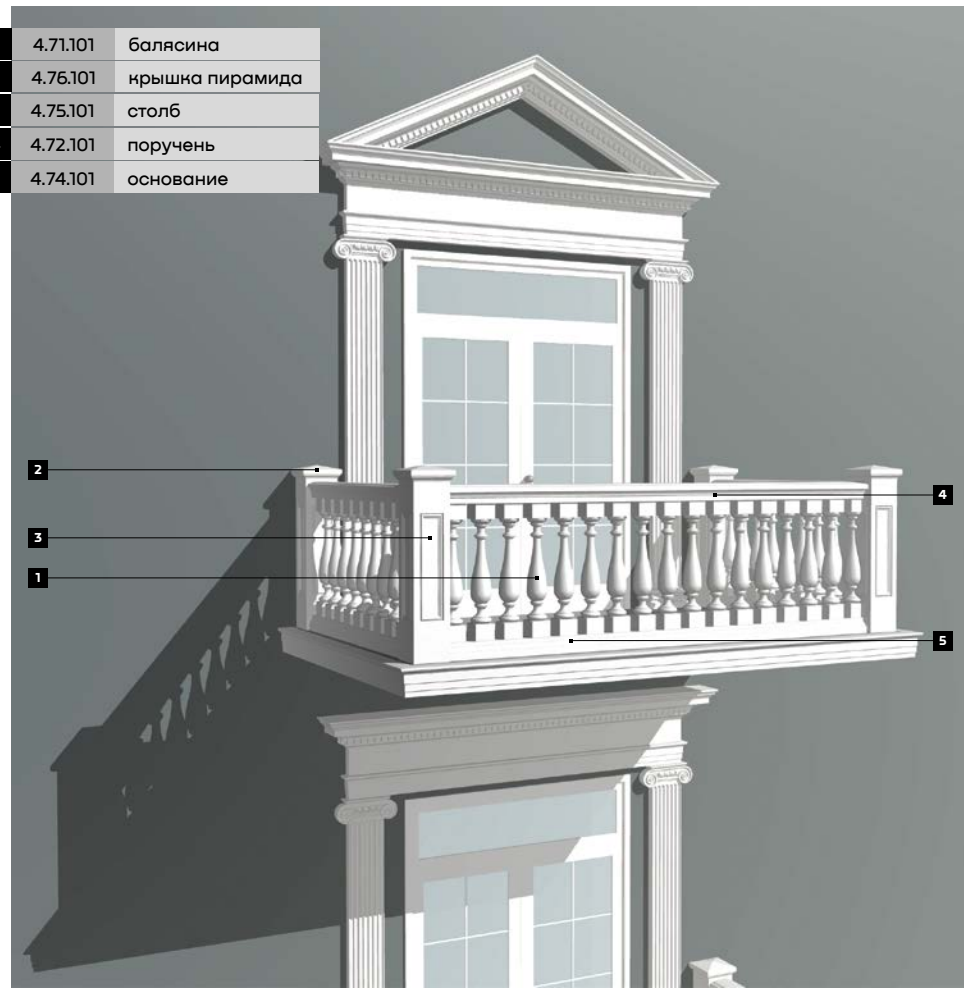 4.71.101 балясина
4.76.101 крышка пирамида
4.75.101 столб
4.72.101 поручень
4.74.101 основание
2
4
3
1
5